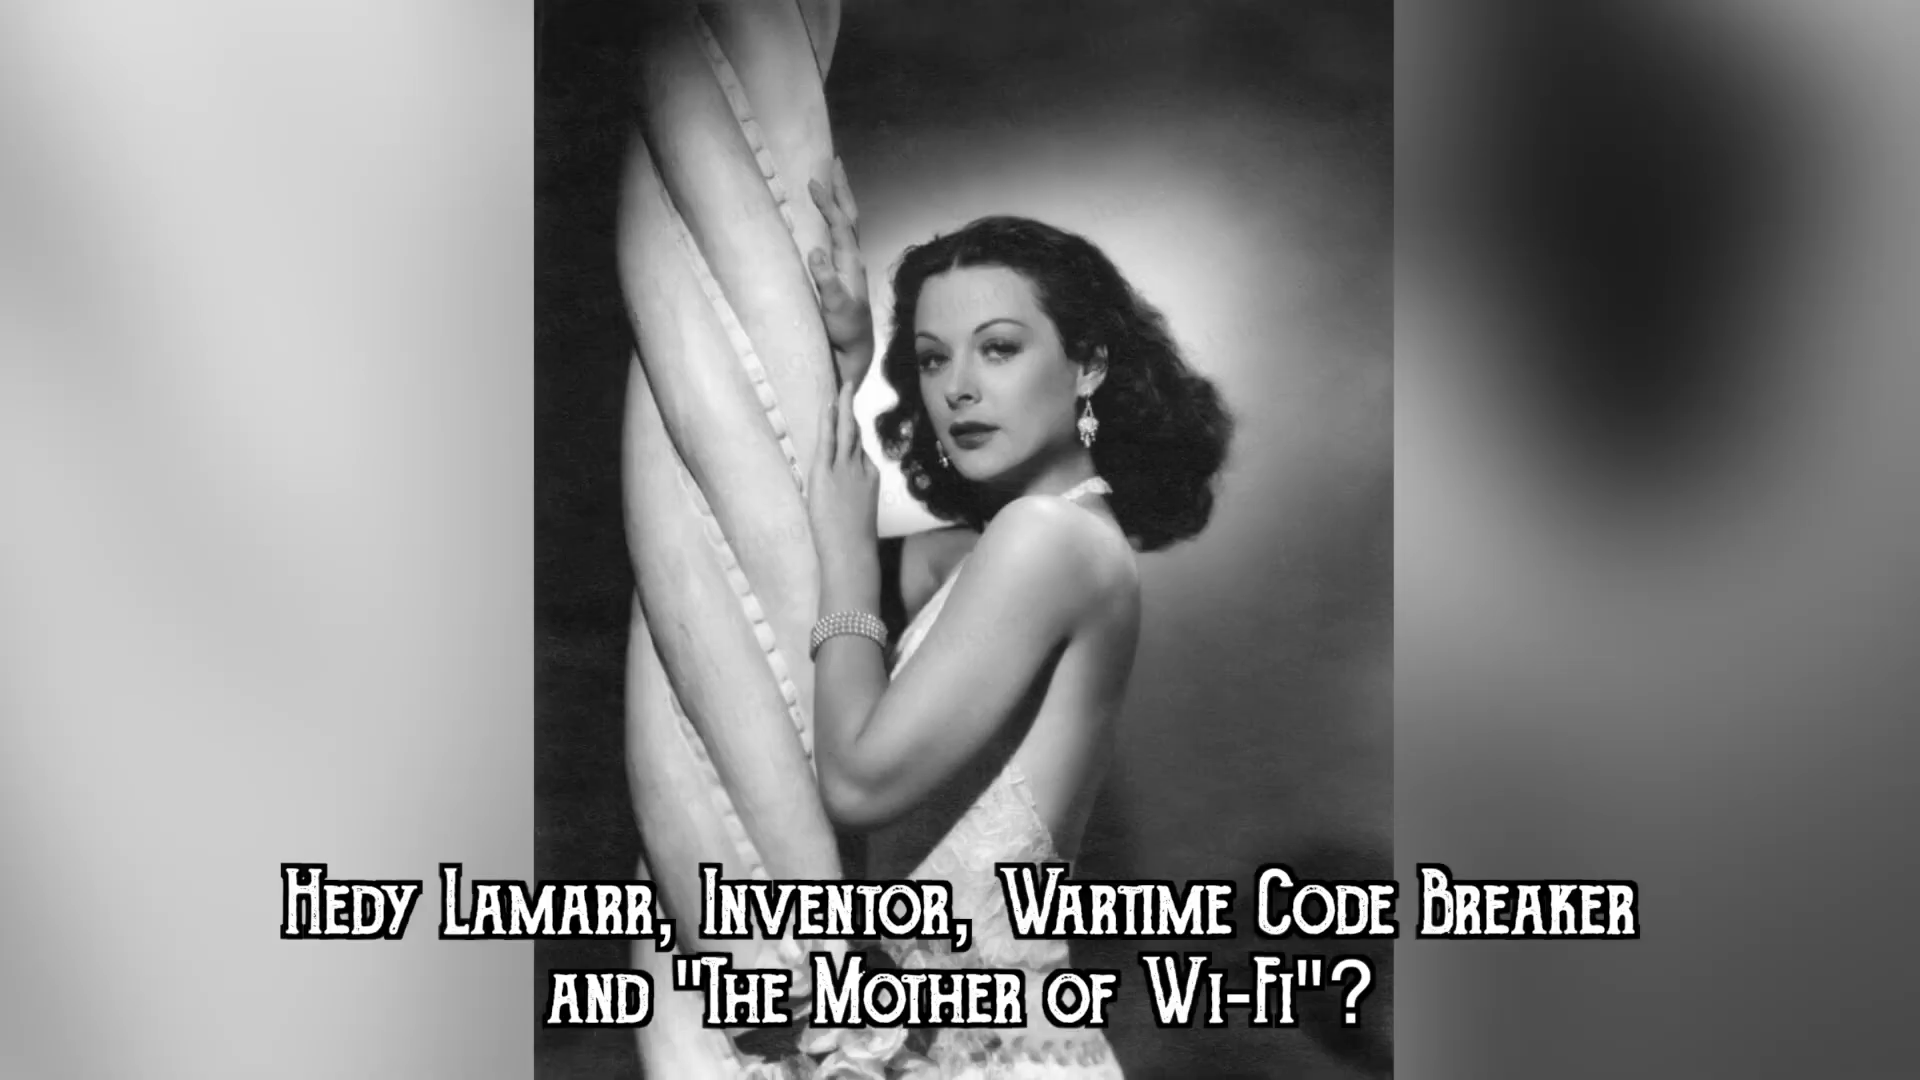 Hedy Lamarr, Inventor, Wartime Code Breaker
and "The Mother of Wi-Fi"?